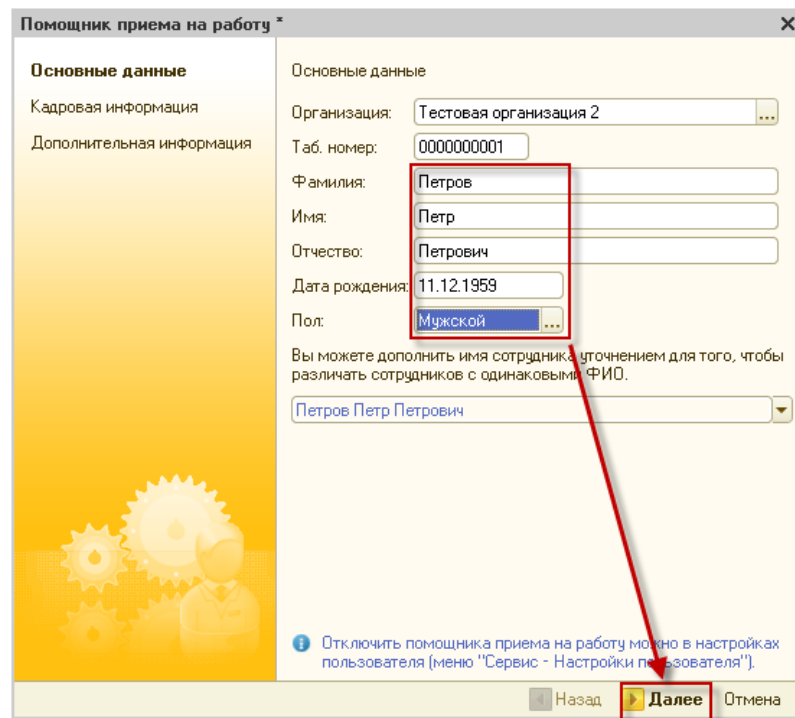 Помощник приема на работу *
Основные данные
Кадровая информация
Дополнительная информация
Основные данные
Организация: Тестовая организация 2 ...
Таб. номер: 0000000001
Фамилия: Петров
Имя: Петр
Отчество: Петрович
Дата рождения: 11.12.1959
Пол: Мужской ...
Вы можете дополнить имя сотрудника уточнением для того, чтобы
различать сотрудников с одинаковыми ФИО.
Петров Петр Петрович
Отключить помощника приема на работу можно в настройках
пользователя (меню "Сервис - Настройки пользователя").
Назад Далее Отмена